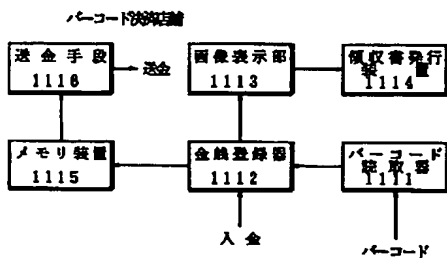 バーコード決済店舗
送金手段
1116
送金
画像表示部
1113
領収書発行
装置
1114
メモリ装置
1115
金銭登録器
1112
バーコード
読取器
1111
入金
バーコード